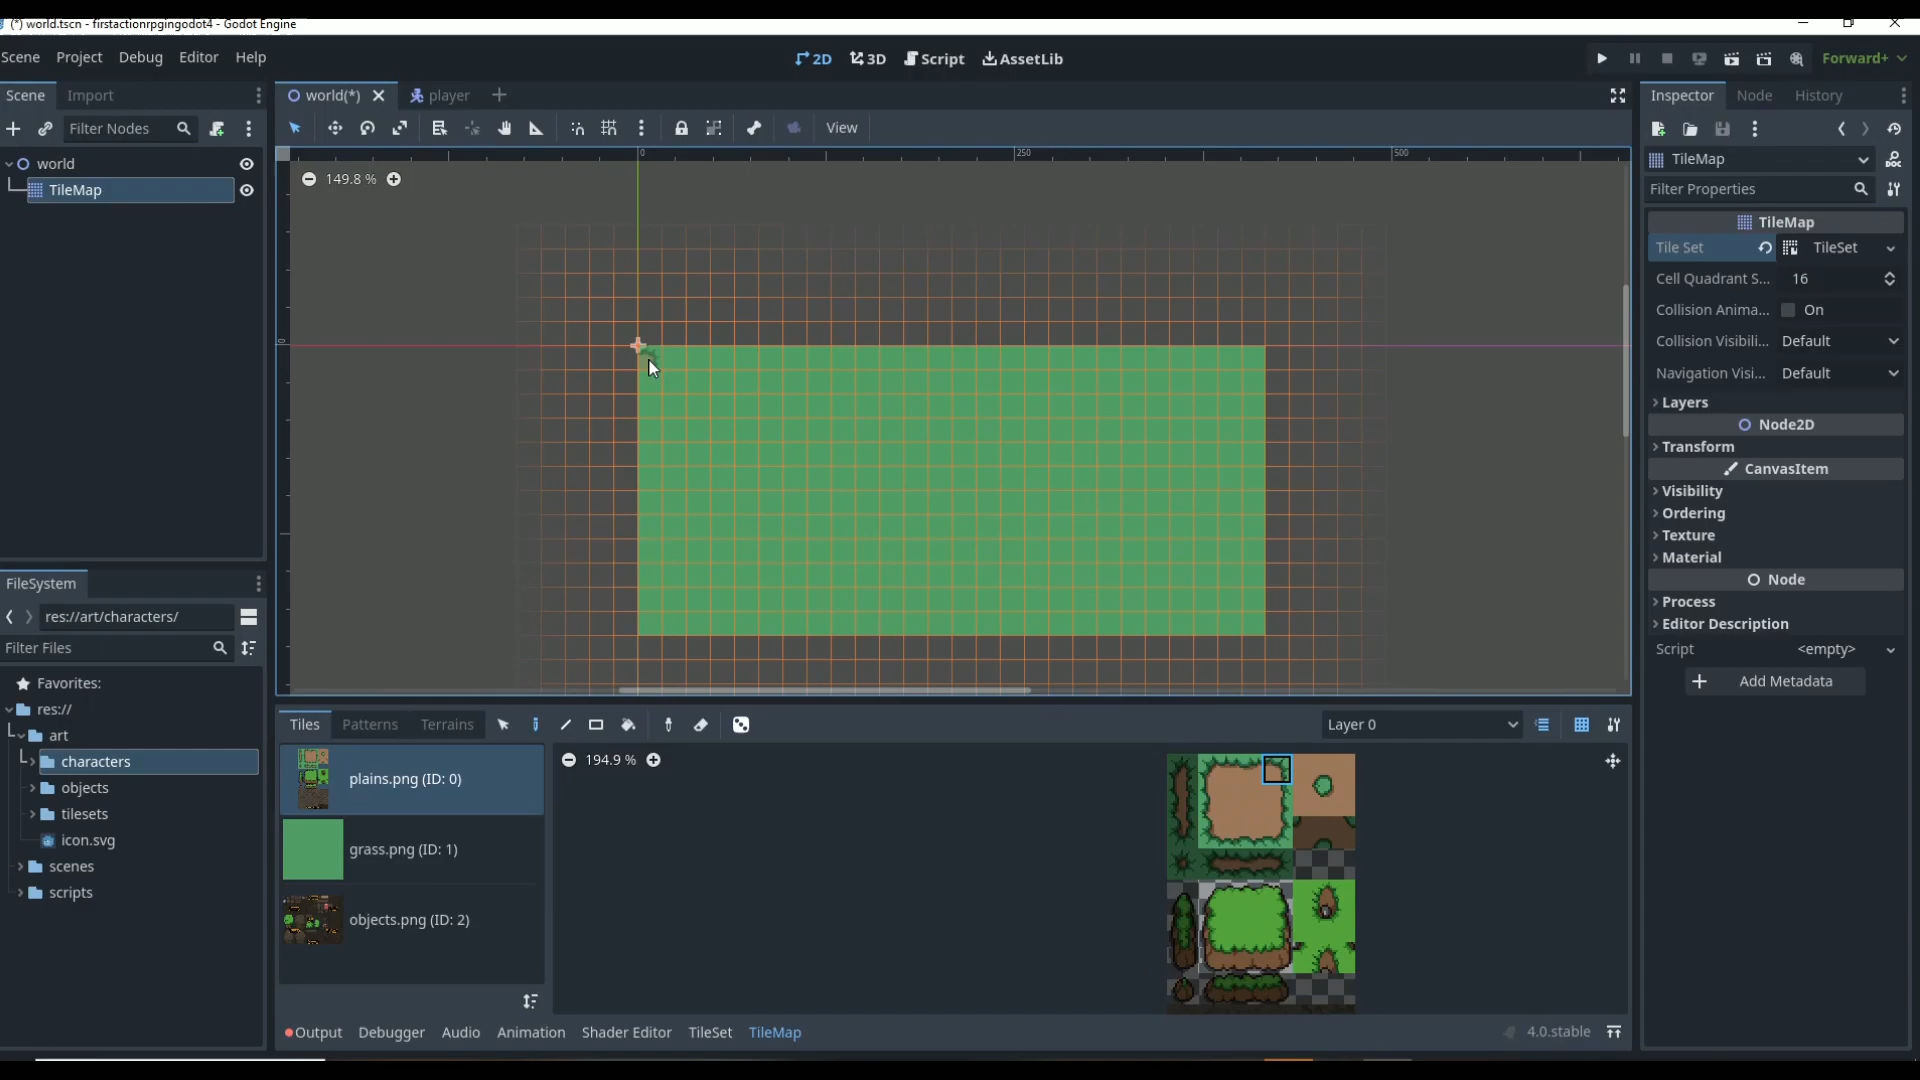 (*) world.tscn - firstactionrpgingodot4 - Godot Engine
Scene Project Debug Editor Help
2D 3D Script AssetLib
Forward+
Scene Import
Filter Nodes
world
TileMap
world(*) player
View
0 250 500
0
149.8 %
FileSystem
res://art/characters/
Filter Files
Favorites:
res://
art
characters
objects
tilesets
icon.svg
scenes
scripts
Tiles Patterns Terrains
Layer 0
plains.png (ID: 0)
grass.png (ID: 1)
objects.png (ID: 2)
194.9 %
Output Debugger Audio Animation Shader Editor TileSet TileMap
4.0.stable
Inspector Node History
TileMap
Filter Properties
TileMap
Tile Set TileSet
Cell Quadrant S... 16
Collision Anima... On
Collision Visibili... Default
Navigation Visi... Default
Layers
Node2D
Transform
CanvasItem
Visibility
Ordering
Texture
Material
Node
Process
Editor Description
Script <empty>
Add Metadata